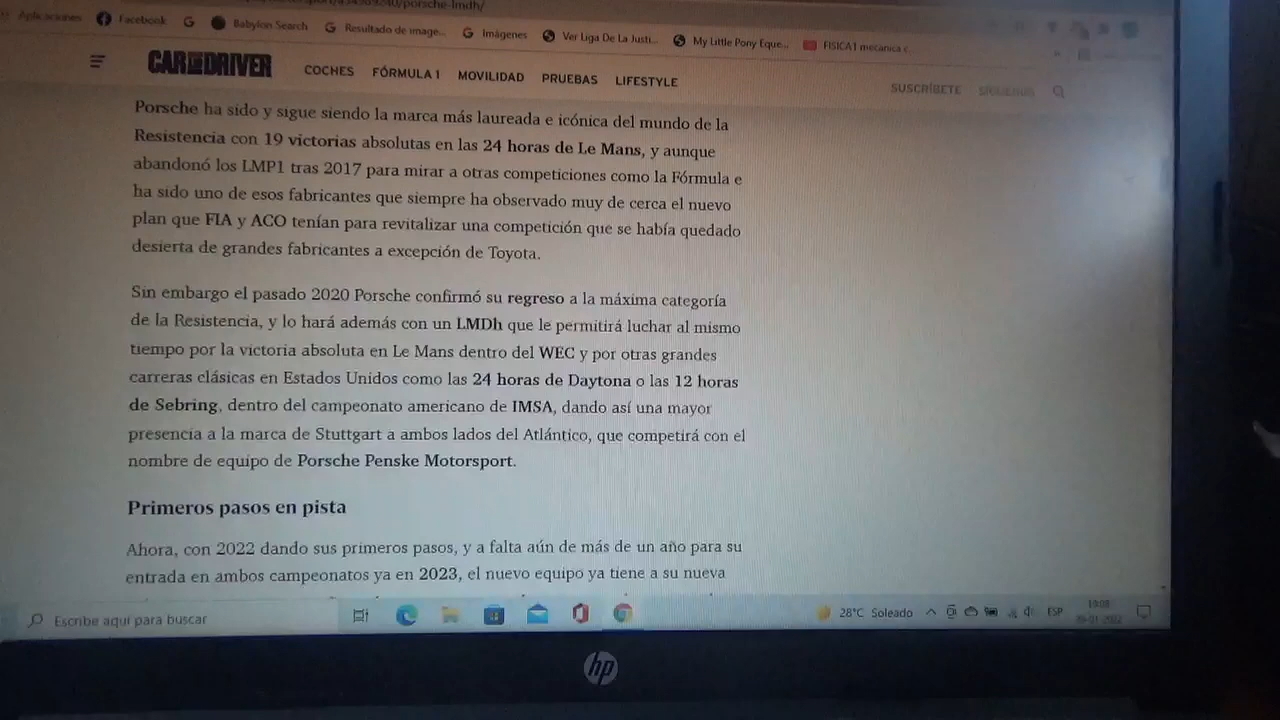 porsche-lmdh/
Aplicaciones Facebook Babylon Search Resultado de image... Imágenes Ver Liga De La Justi... My Little Pony Eque... FISICA1 mecanica c...
CAR AND DRIVER COCHES FÓRMULA 1 MOVILIDAD PRUEBAS LIFESTYLE SUSCRÍBETE SÍGUENOS
Porsche ha sido y sigue siendo la marca más laureada e icónica del mundo de la
Resistencia con 19 victorias absolutas en las 24 horas de Le Mans, y aunque
abandonó los LMP1 tras 2017 para mirar a otras competiciones como la Fórmula e
ha sido uno de esos fabricantes que siempre ha observado muy de cerca el nuevo
plan que FIA y ACO tenían para revitalizar una competición que se había quedado
desierta de grandes fabricantes a excepción de Toyota.
Sin embargo el pasado 2020 Porsche confirmó su regreso a la máxima categoría
de la Resistencia, y lo hará además con un LMDh que le permitirá luchar al mismo
tiempo por la victoria absoluta en Le Mans dentro del WEC y por otras grandes
carreras clásicas en Estados Unidos como las 24 horas de Daytona o las 12 horas
de Sebring, dentro del campeonato americano de IMSA, dando así una mayor
presencia a la marca de Stuttgart a ambos lados del Atlántico, que competirá con el
nombre de equipo de Porsche Penske Motorsport.
Primeros pasos en pista
Ahora, con 2022 dando sus primeros pasos, y a falta aún de más de un año para su
entrada en ambos campeonatos ya en 2023, el nuevo equipo ya tiene a su nueva
Escribe aquí para buscar 28°C Soleado ESP
hp